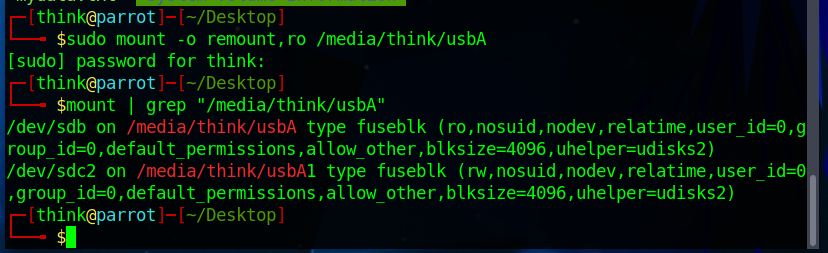 ┌─[think@parrot]─[~/Desktop]
└──╼ $sudo mount -o remount,ro /media/think/usbA
[sudo] password for think:
┌─[think@parrot]─[~/Desktop]
└──╼ $mount | grep "/media/think/usbA"
/dev/sdb on /media/think/usbA type fuseblk (ro,nosuid,nodev,relatime,user_id=0,g
roup_id=0,default_permissions,allow_other,blksize=4096,uhelper=udisks2)
/dev/sdc2 on /media/think/usbA1 type fuseblk (rw,nosuid,nodev,relatime,user_id=0
,group_id=0,default_permissions,allow_other,blksize=4096,uhelper=udisks2)
┌─[think@parrot]─[~/Desktop]
└──╼ $